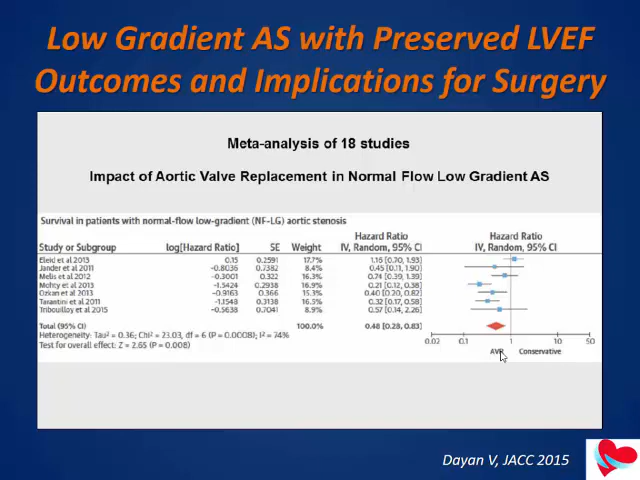 Low Gradient AS with Preserved LVEF
Outcomes and Implications for Surgery
Meta-analysis of 18 studies
Impact of Aortic Valve Replacement in Normal Flow Low Gradient AS
Survival in patients with normal-flow low-gradient (NF-LG) aortic stenosis
Hazard Ratio Hazard Ratio
Study or Subgroup log[Hazard Ratio] SE Weight IV, Random, 95% CI IV, Random, 95% CI
Eleid et al 2013 0.15 0.2591 17.7% 1.16 [0.70, 1.93]
Jander et al 2011 -0.8036 0.7382 8.4% 0.45 [0.11, 1.90]
Melis et al 2012 -0.3001 0.322 16.3% 0.74 [0.39, 1.39]
Mehty et al 2013 -1.5424 0.2938 16.9% 0.21 [0.12, 0.38]
Ozkan et al 2013 -0.9163 0.366 15.3% 0.40 [0.20, 0.82]
Tarantini et al 2011 -1.1548 0.3138 16.5% 0.32 [0.17, 0.58]
Tribouilloy et al 2015 -0.5638 0.7041 8.9% 0.57 [0.14, 2.26]
Total (95% CI) 100.0% 0.48 [0.28, 0.83]
Heterogeneity: Tau² = 0.36; Chi² = 23.03, df = 6 (P = 0.0008); I² = 74%
Test for overall effect: Z = 2.65 (P = 0.008)
0.02 0.1 1 10 50
AVR Conservative
Dayan V, JACC 2015